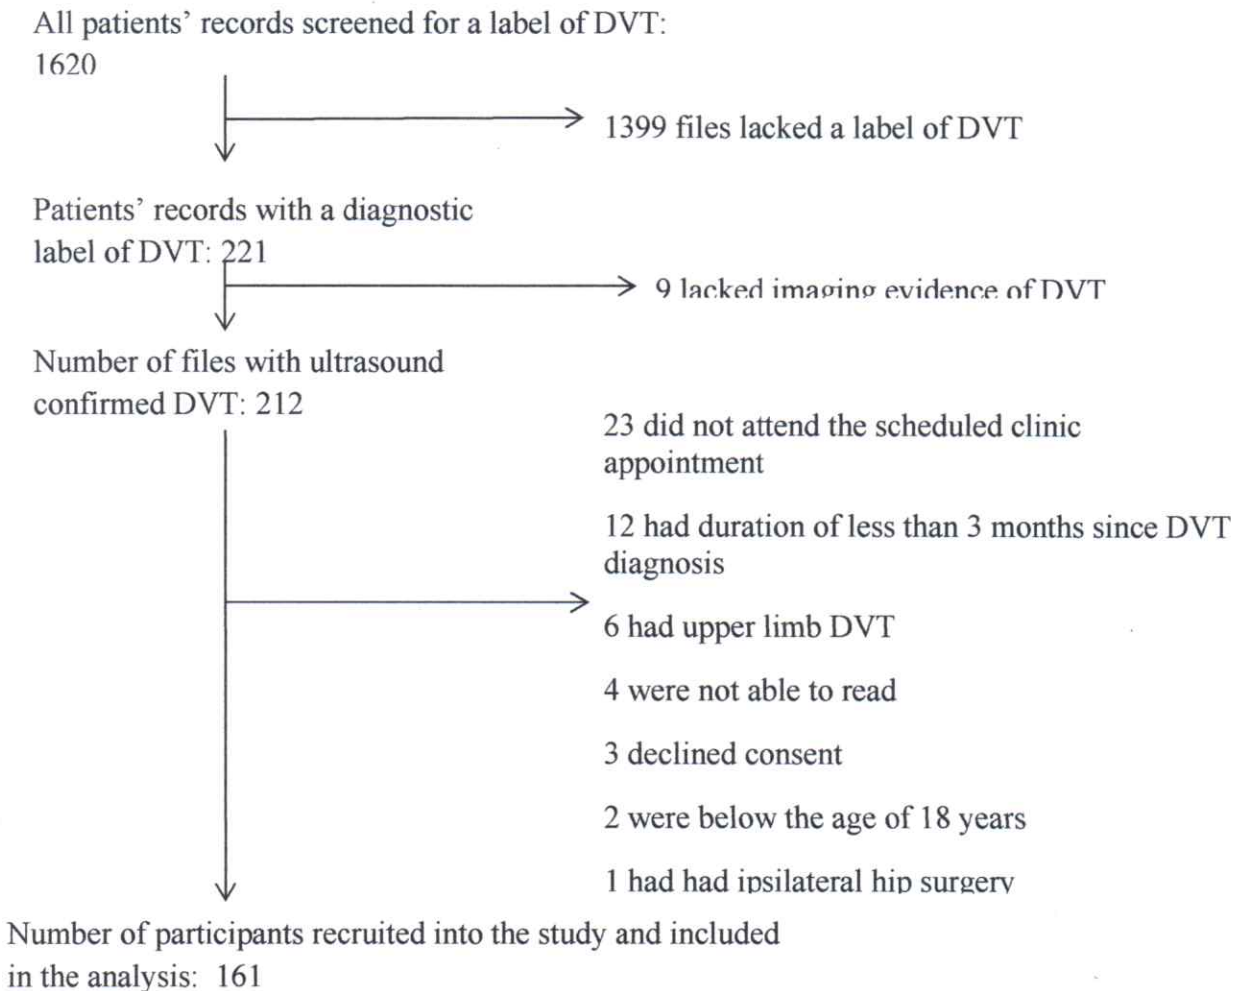 All patients’ records screened for a label of DVT:
1620
1399 files lacked a label of DVT
Patients’ records with a diagnostic
label of DVT: 221
9 lacked imaging evidence of DVT
Number of files with ultrasound
confirmed DVT: 212
23 did not attend the scheduled clinic
appointment
12 had duration of less than 3 months since DVT
diagnosis
6 had upper limb DVT
4 were not able to read
3 declined consent
2 were below the age of 18 years
1 had had ipsilateral hip surgery
Number of participants recruited into the study and included
in the analysis: 161